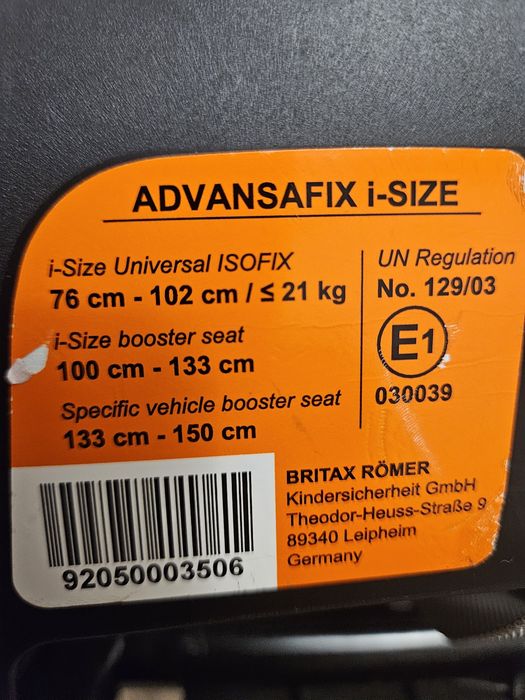 ADVANSAFIX i-SIZE
i-Size Universal ISOFIX
76 cm - 102 cm / ≤ 21 kg
i-Size booster seat
100 cm - 133 cm
Specific vehicle booster seat
133 cm - 150 cm
UN Regulation
No. 129/03
E1
030039
92050003506
BRITAX RÖMER
Kindersicherheit GmbH
Theodor-Heuss-Straße 9
89340 Leipheim
Germany